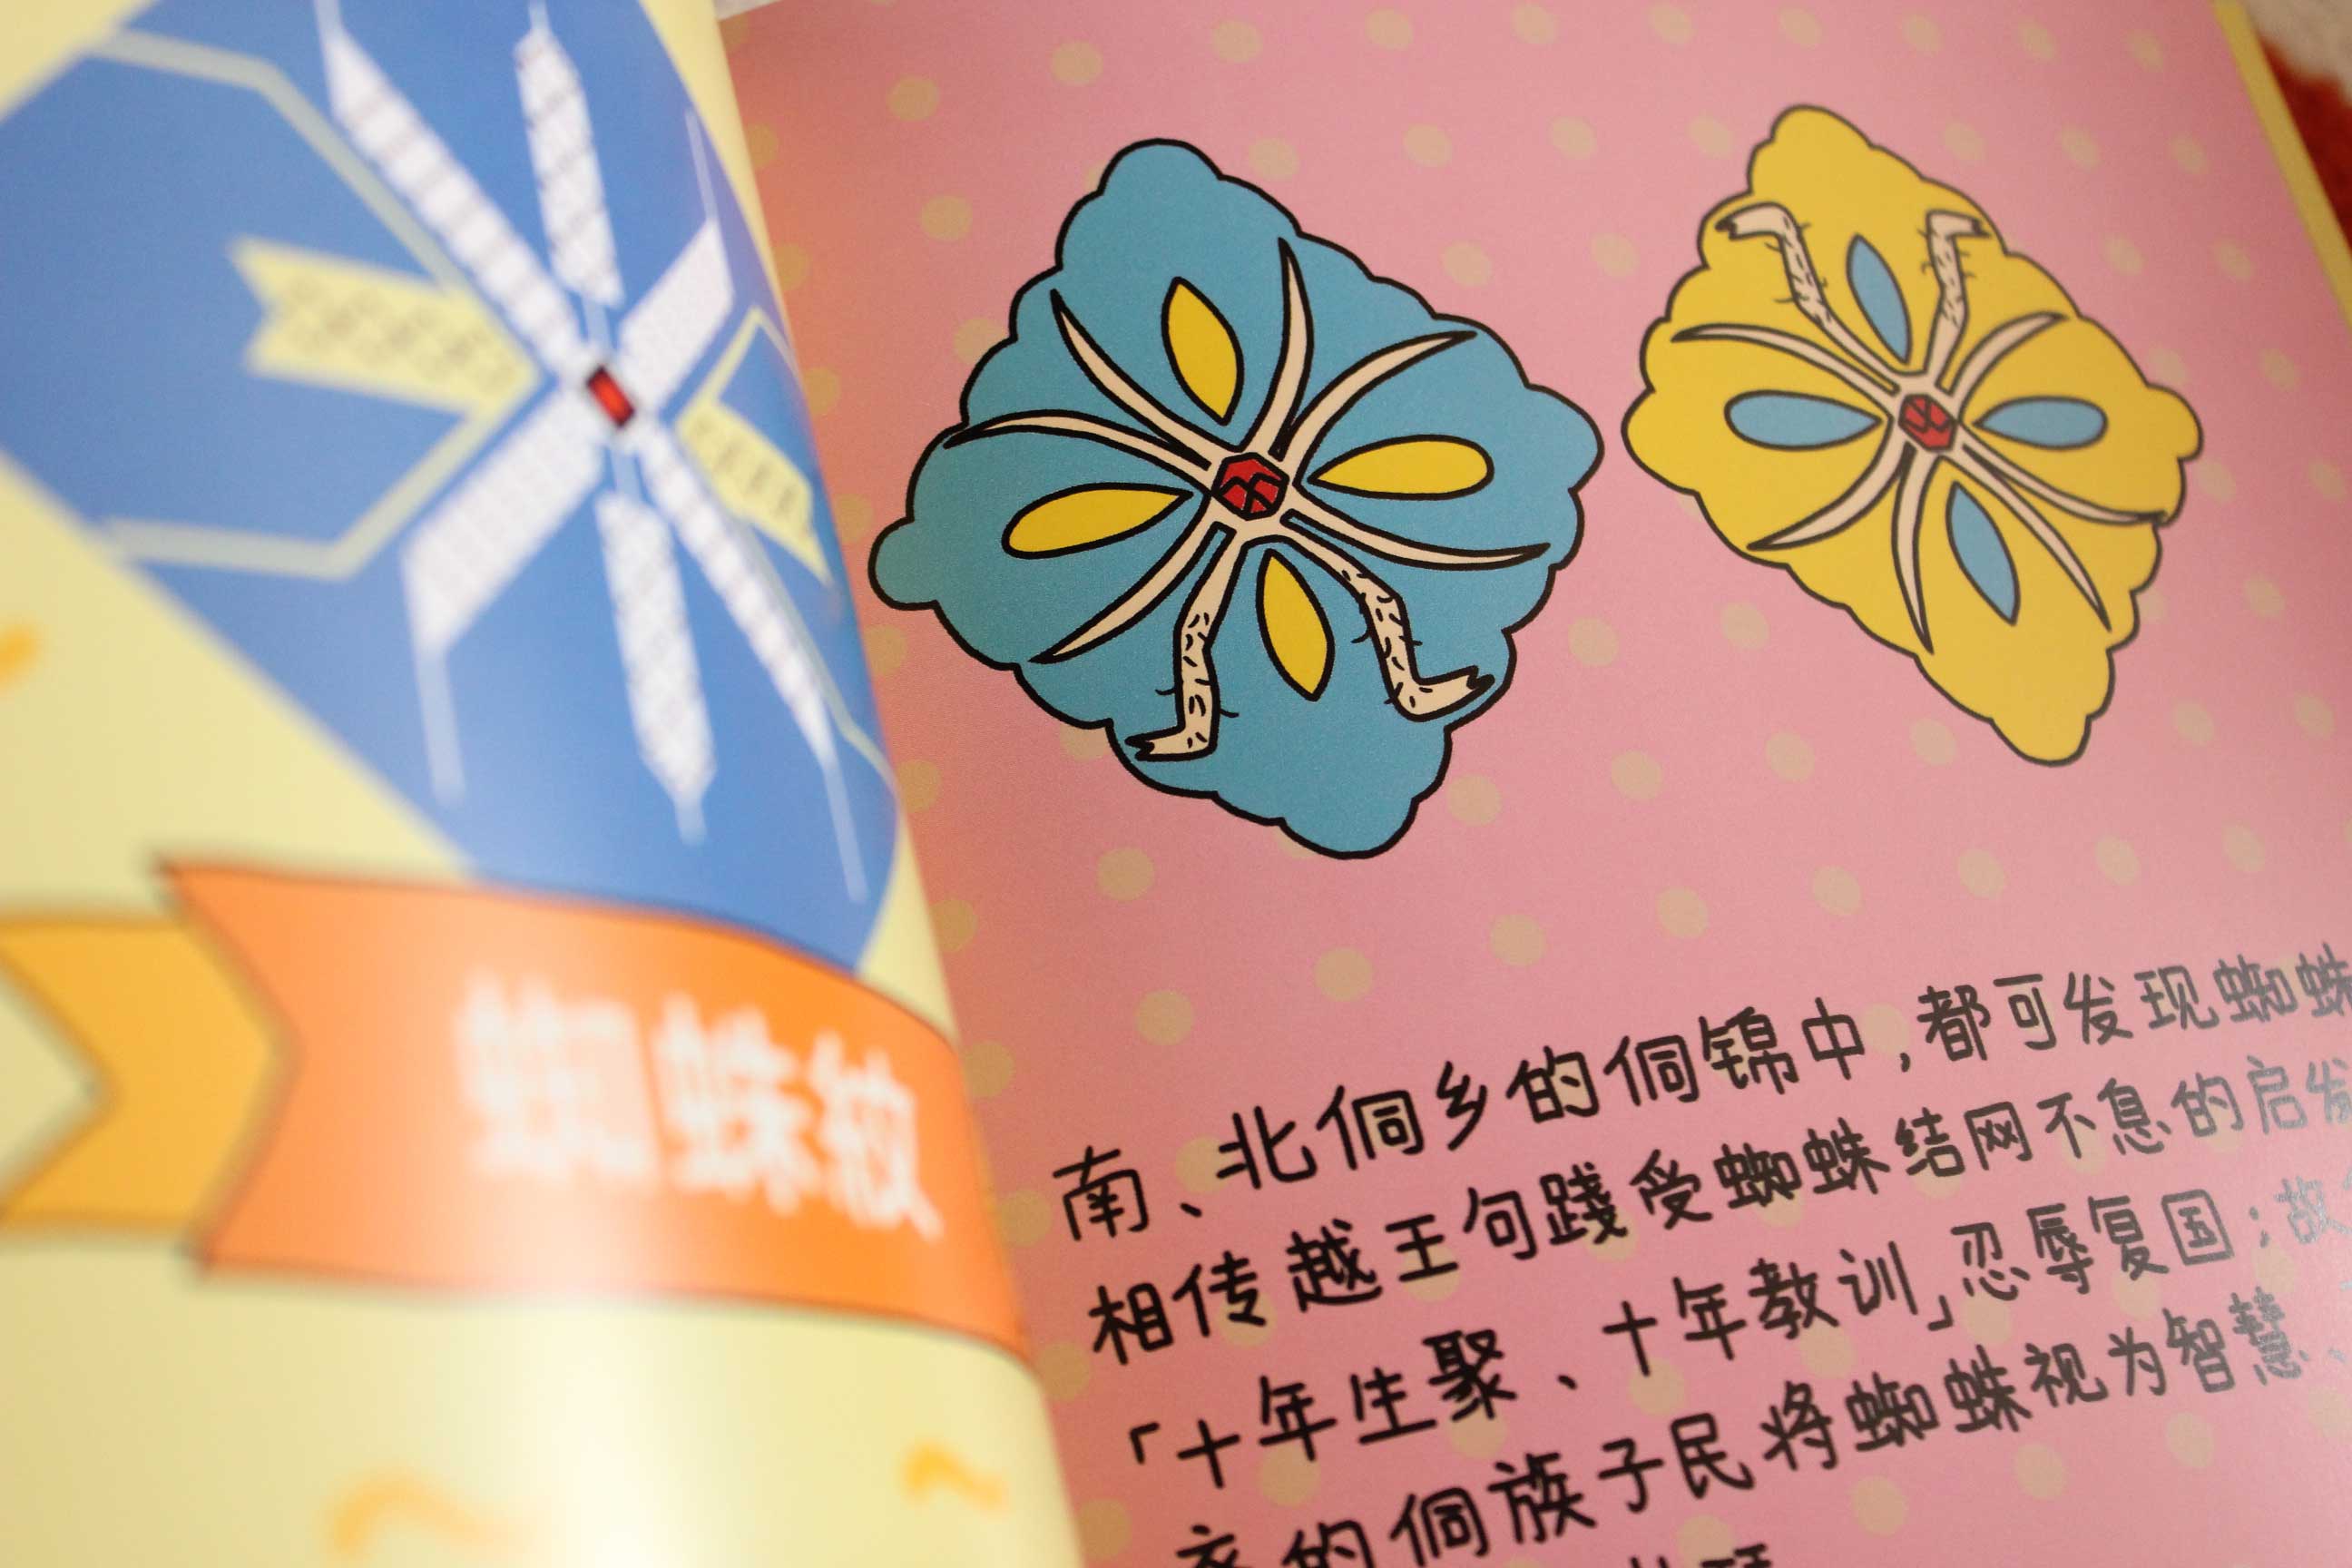 蜘蛛纹
南、北侗乡的侗锦中，都可发现蜘蛛
相传越王句踐受蜘蛛结网不息的启发
「十年生聚、十年教训」忍辱复国；故
的侗族子民将蜘蛛视为智慧、